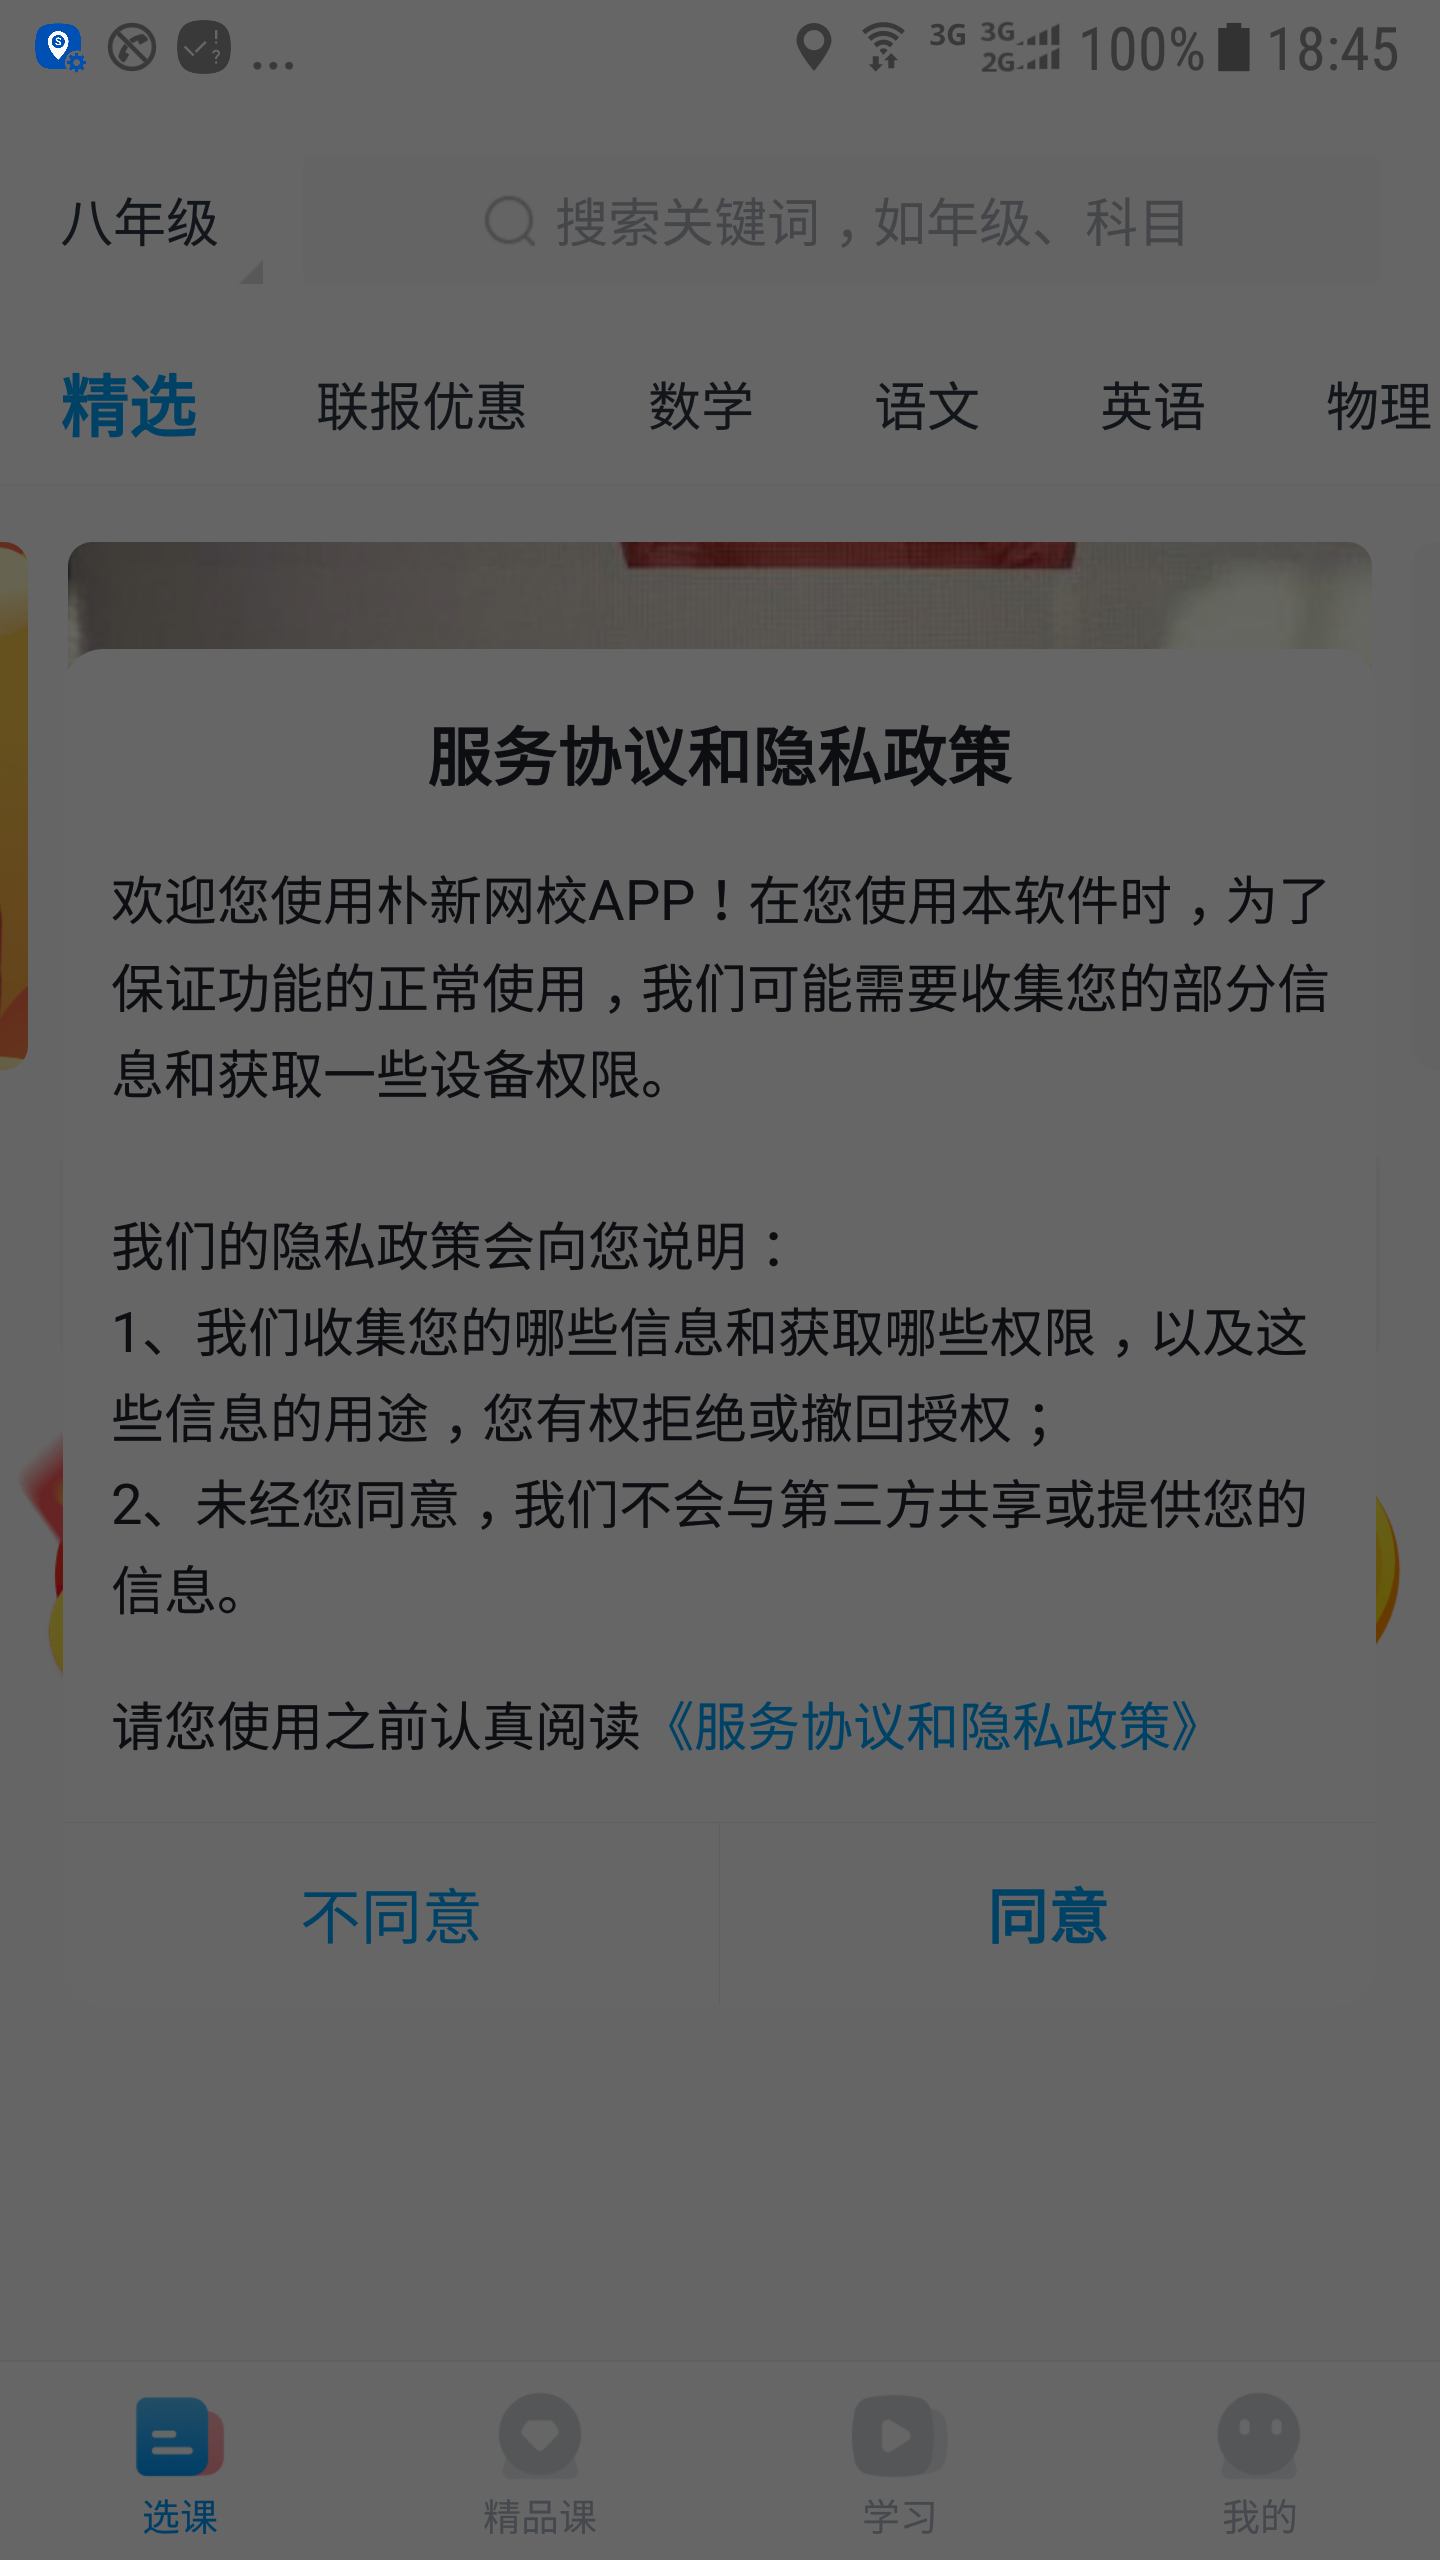 3G 3G 2G 100% 18:45
八年级 搜索关键词，如年级、科目
精选 联报优惠 数学 语文 英语 物理
服务协议和隐私政策
欢迎您使用朴新网校APP！在您使用本软件时，为了
保证功能的正常使用，我们可能需要收集您的部分信
息和获取一些设备权限。
我们的隐私政策会向您说明：
1、我们收集您的哪些信息和获取哪些权限，以及这
些信息的用途，您有权拒绝或撤回授权；
2、未经您同意，我们不会与第三方共享或提供您的
信息。
请您使用之前认真阅读《服务协议和隐私政策》
不同意 同意
选课 精品课 学习 我的